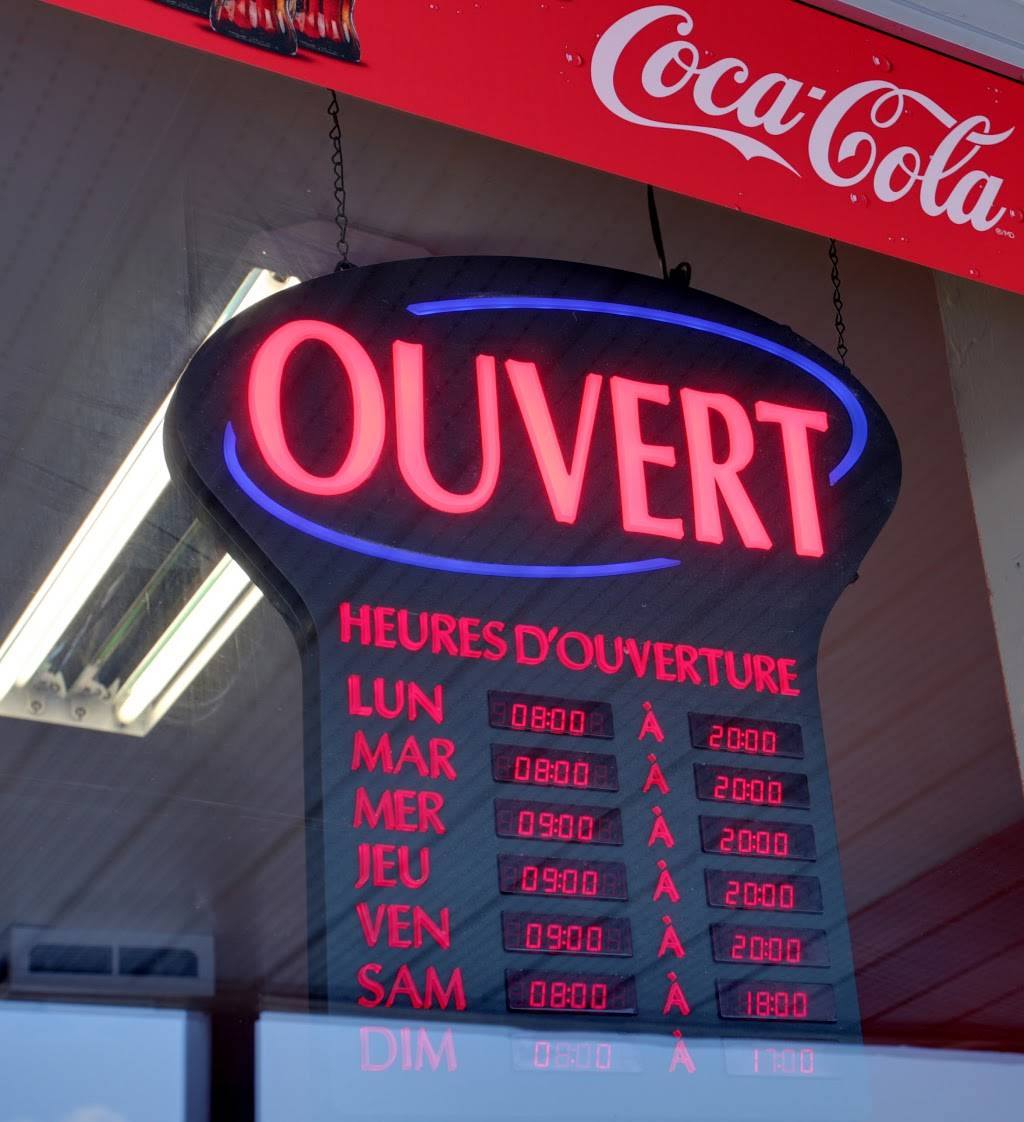 Coca-Cola
®/MD
OUVERT
HEURES D'OUVERTURE
LUN 08:00 À 20:00
MAR 08:00 À 20:00
MER 09:00 À 20:00
JEU 09:00 À 20:00
VEN 09:00 À 20:00
SAM 08:00 À 18:00
DIM 08:00 À 17:00